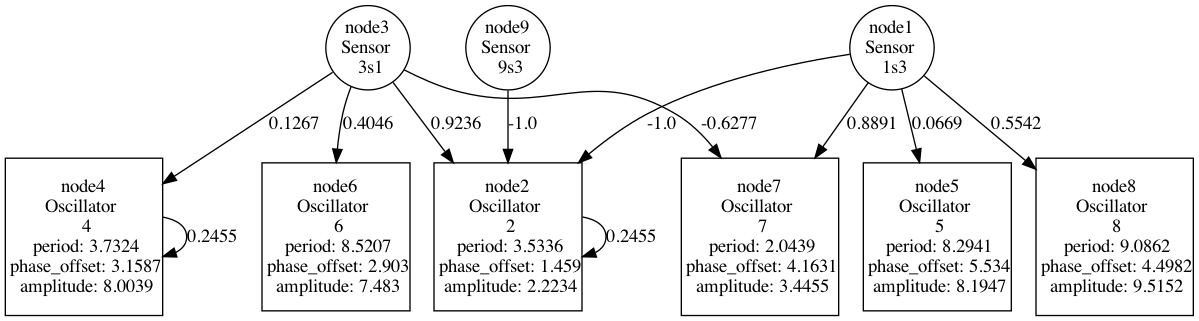 node3
Sensor
3s1
node9
Sensor
9s3
node1
Sensor
1s3
0.1267
0.4046
0.9236
-1.0
-1.0
-0.6277
0.8891
0.0669
0.5542
node4
Oscillator
4
period: 3.7324
phase_offset: 3.1587
amplitude: 8.0039
0.2455
node6
Oscillator
6
period: 8.5207
phase_offset: 2.903
amplitude: 7.483
node2
Oscillator
2
period: 3.5336
phase_offset: 1.459
amplitude: 2.2234
0.2455
node7
Oscillator
7
period: 2.0439
phase_offset: 4.1631
amplitude: 3.4455
node5
Oscillator
5
period: 8.2941
phase_offset: 5.534
amplitude: 8.1947
node8
Oscillator
8
period: 9.0862
phase_offset: 4.4982
amplitude: 9.5152